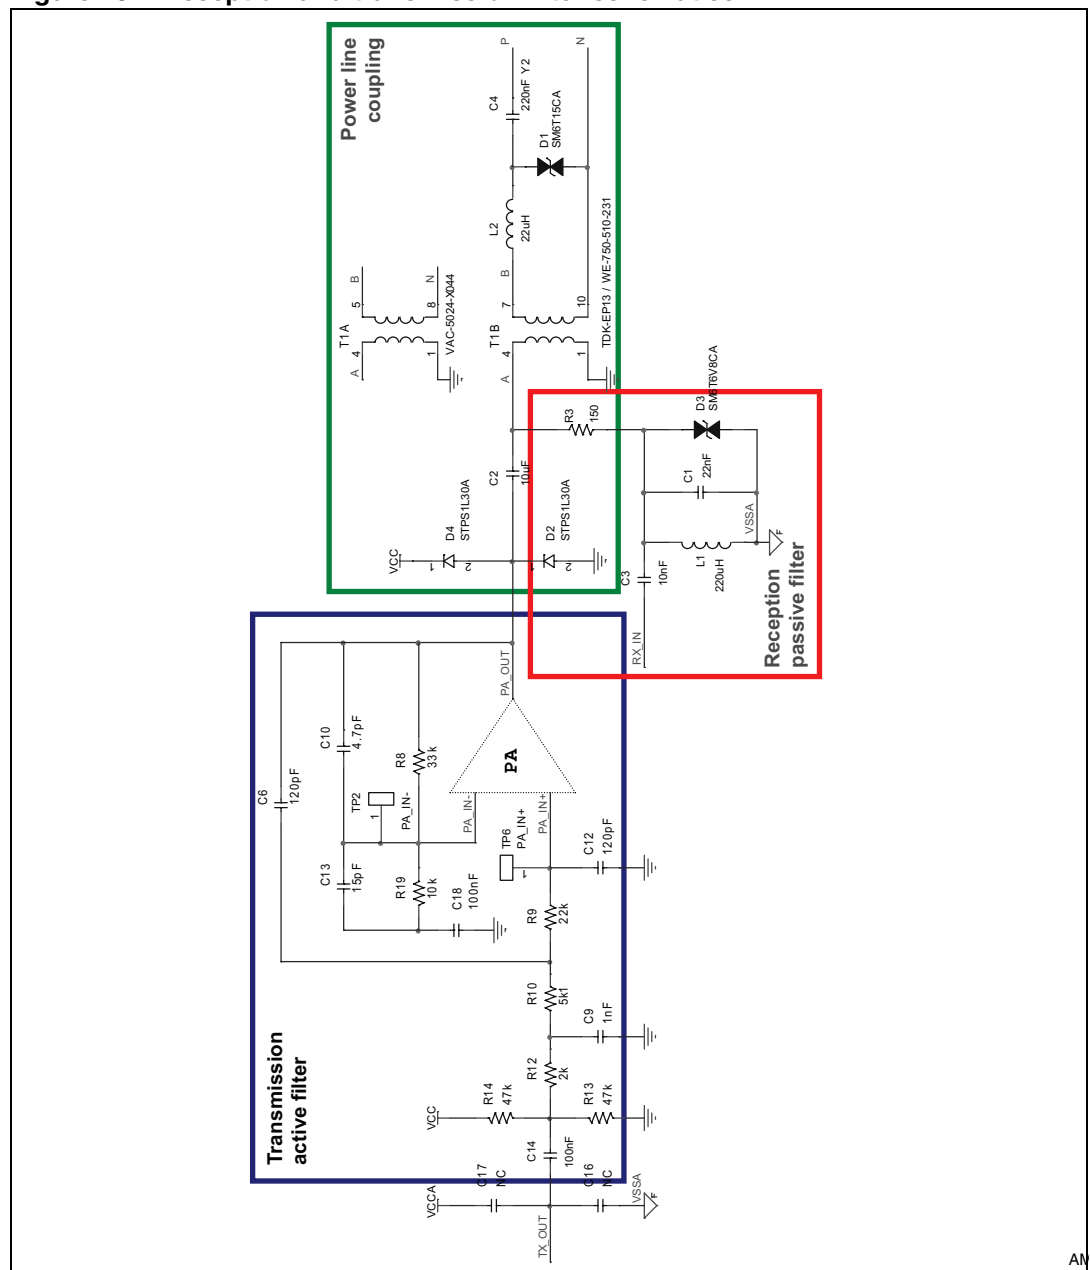 Power line
coupling
P
N
C4
220nF Y2
D1
SM6T15CA
L2
22uH
B
7
10
TDK-EP13 / WE-750-510-231
T1A
A
4
1
5
B
8
N
VAC-5024-X044
T1B
A
4
1
R3
150
D3
SM6T6V8CA
C1
22nF
VSSA
L1
220uH
C3
10nF
RX_IN
Reception
passive filter
C2
10uF
D4
STPS1L30A
VCC
1
2
D2
STPS1L30A
1
2
Transmission
active filter
PA_OUT
PA
PA_IN-
PA_IN+
C6
120pF
C10
4.7pF
R8
33k
TP2
1
PA_IN-
C13
15pF
R19
10k
C18
100nF
TP6
PA_IN+
1
C12
120pF
R9
22k
R10
5k1
C9
1nF
R12
2k
R14
47k
VCC
R13
47k
C14
100nF
C17
NC
VCCA
C16
NC
VSSA
TX_OUT
AM